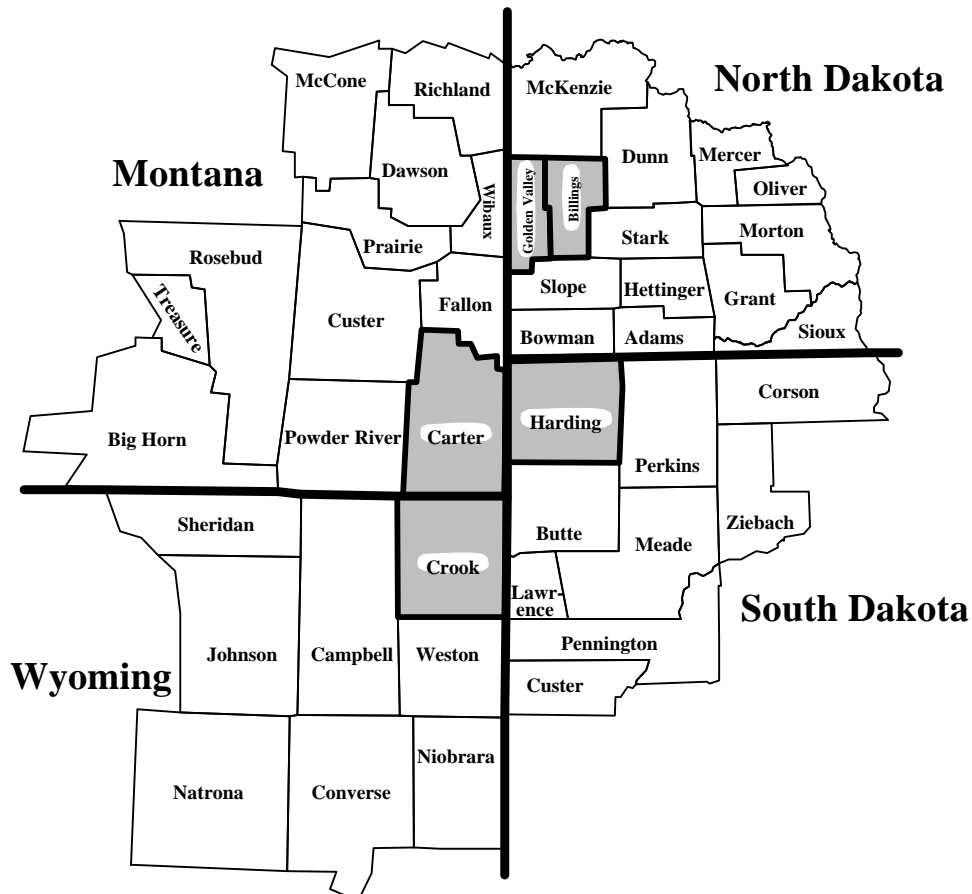 McCone
Richland
McKenzie
North Dakota
Montana
Dawson
Dunn
Mercer
Oliver
Wibaux
Golden Valley
Billings
Rosebud
Prairie
Stark
Morton
Treasure
Custer
Fallon
Slope
Hettinger
Grant
Sioux
Bowman
Adams
Corson
Big Horn
Powder River
Carter
Harding
Perkins
Sheridan
Butte
Meade
Ziebach
Crook
Lawr-
ence
South Dakota
Johnson
Campbell
Weston
Pennington
Wyoming
Custer
Niobrara
Natrona
Converse